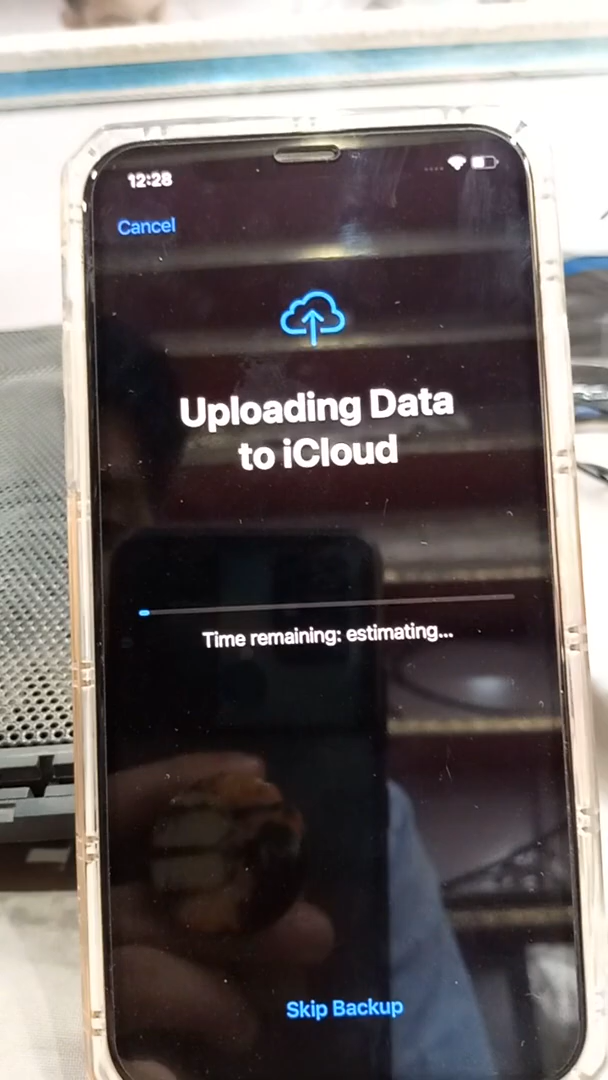 12:28
Cancel
Uploading Data
to iCloud
Time remaining: estimating...
Skip Backup